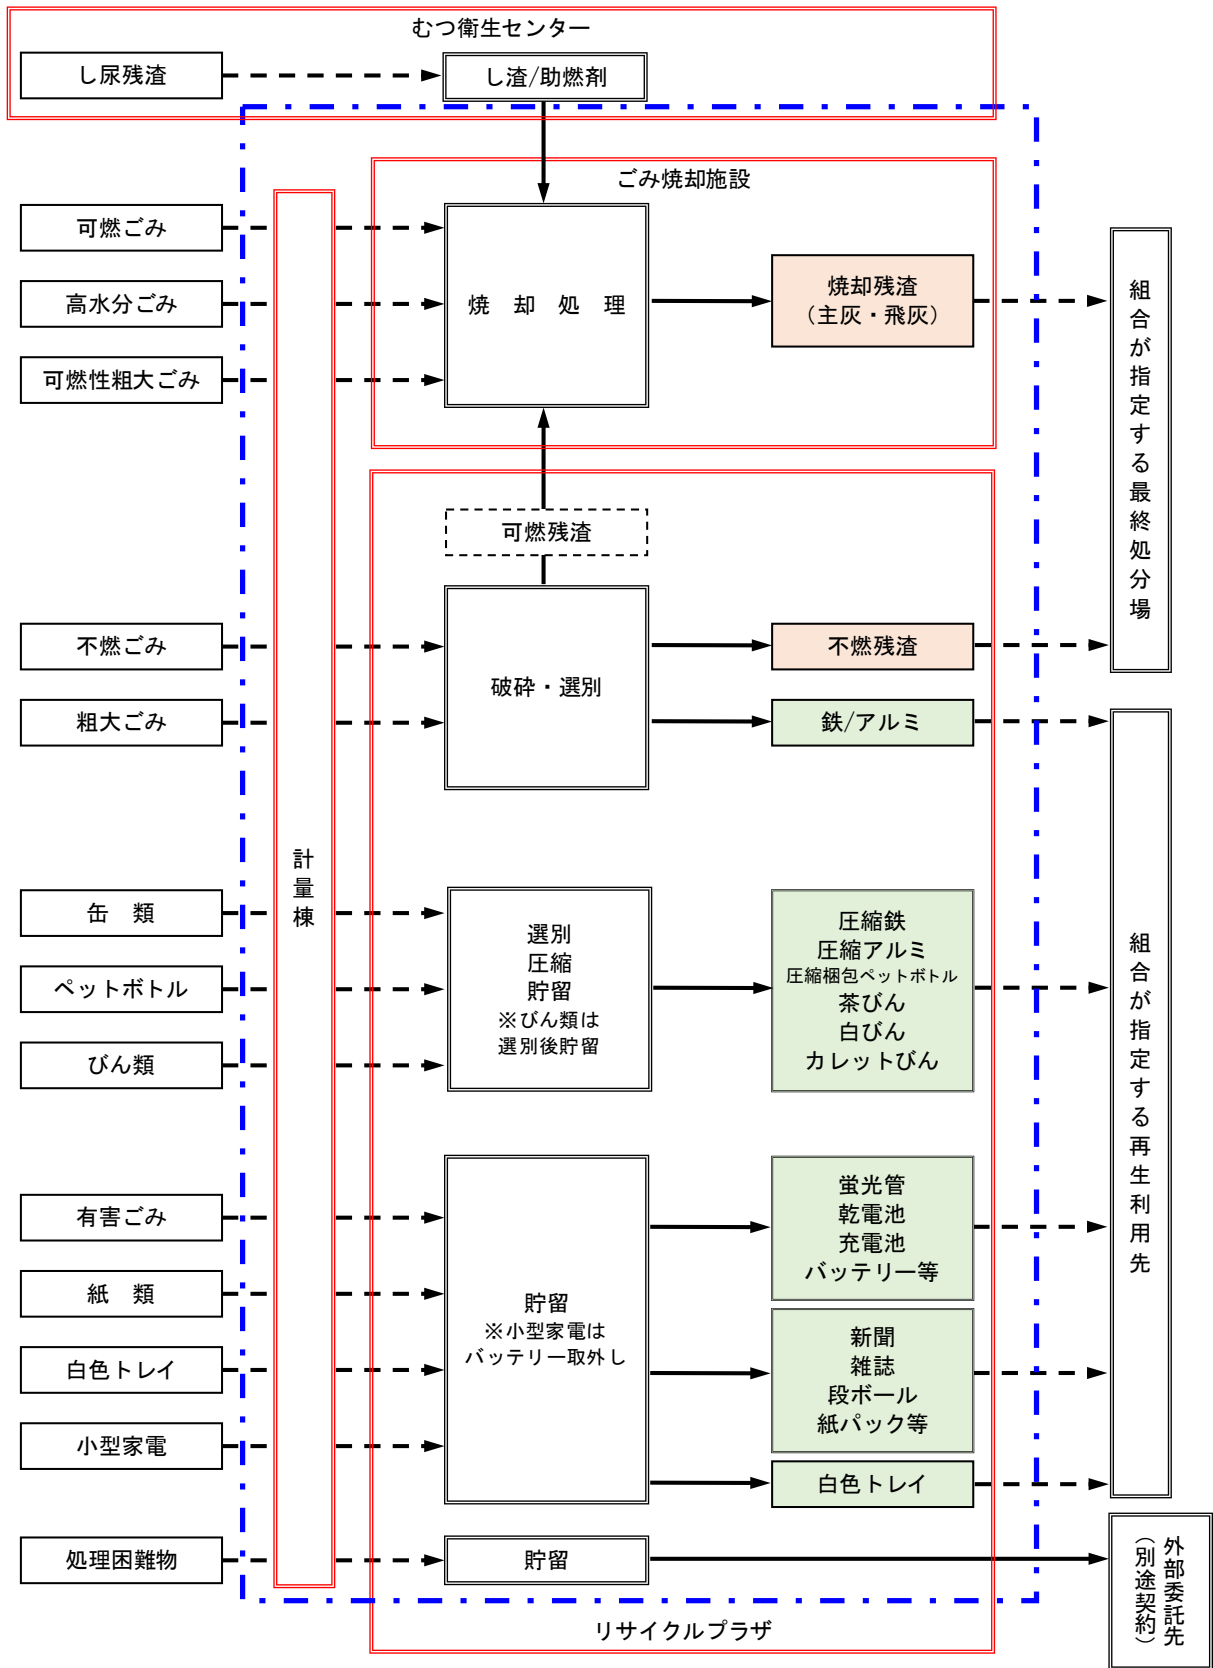 むつ衛生センター
し尿残渣
し渣/助燃剤
ごみ焼却施設
可燃ごみ
高水分ごみ
可燃性粗大ごみ
焼　却　処　理
焼却残渣
（主灰・飛灰）
組合が指定する最終処分場
可燃残渣
不燃ごみ
粗大ごみ
破砕・選別
不燃残渣
鉄/アルミ
計量棟
缶　類
ペットボトル
びん類
選別
圧縮
貯留
※びん類は
選別後貯留
圧縮鉄
圧縮アルミ
圧縮梱包ペットボトル
茶びん
白びん
カレットびん
組合が指定する再生利用先
有害ごみ
紙　類
白色トレイ
小型家電
貯留
※小型家電は
バッテリー取外し
蛍光管
乾電池
充電池
バッテリー等
新聞
雑誌
段ボール
紙パック等
白色トレイ
処理困難物
貯留
外部委託先
（別途契約）
リサイクルプラザ